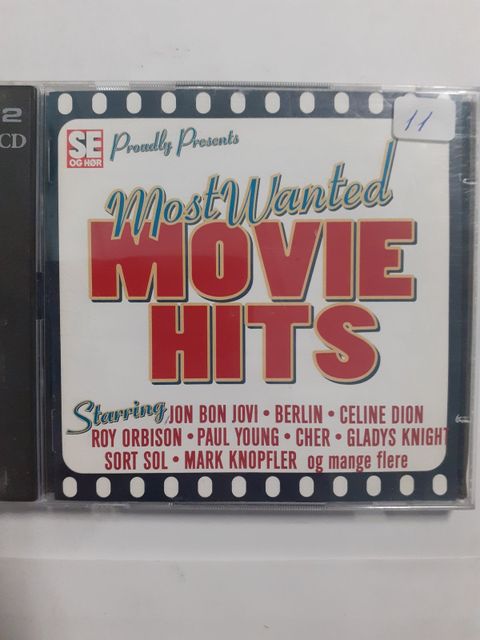 2
CD
11
SE
OG HØR
Proudly Presents
Most Wanted
MOVIE
HITS
Starring JON BON JOVI • BERLIN • CELINE DION
ROY ORBISON • PAUL YOUNG • CHER • GLADYS KNIGHT
SORT SOL • MARK KNOPFLER og mange flere